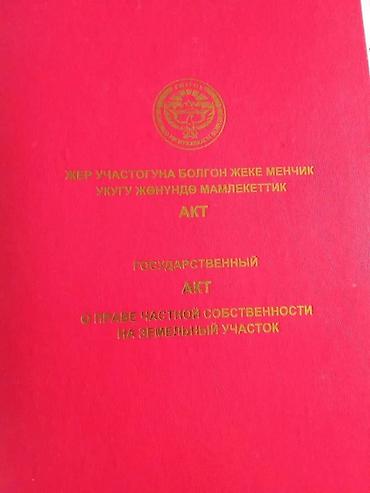 ЖЕР УЧАСТОГУНА БОЛГОН ЖЕКЕ МЕНЧИК
УКУГУ ЖӨНҮНДӨ МАМЛЕКЕТТИК
АКТ
ГОСУДАРСТВЕННЫЙ
АКТ
О ПРАВЕ ЧАСТНОЙ СОБСТВЕННОСТИ
НА ЗЕМЕЛЬНЫЙ УЧАСТОК